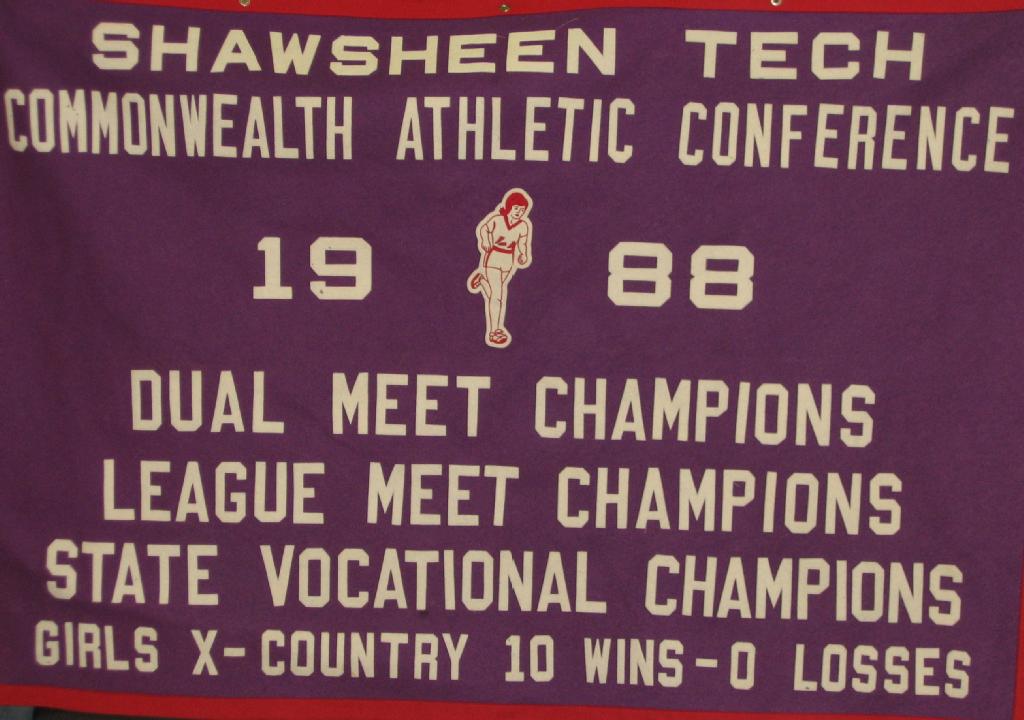 SHAWSHEEN TECH
COMMONWEALTH ATHLETIC CONFERENCE
19 88
DUAL MEET CHAMPIONS
LEAGUE MEET CHAMPIONS
STATE VOCATIONAL CHAMPIONS
GIRLS X-COUNTRY 10 WINS-0 LOSSES